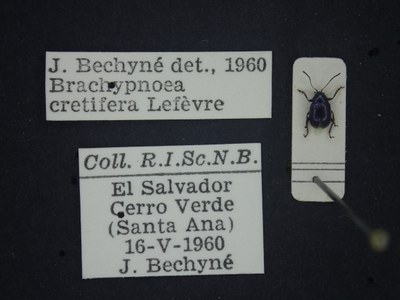 J. Bechyné det., 1960
Brachypnoea
cretifera Lefèvre
Coll. R.I.Sc.N.B.
El Salvador
Cerro Verde
(Santa Ana)
16-V-1960
J. Bechyné